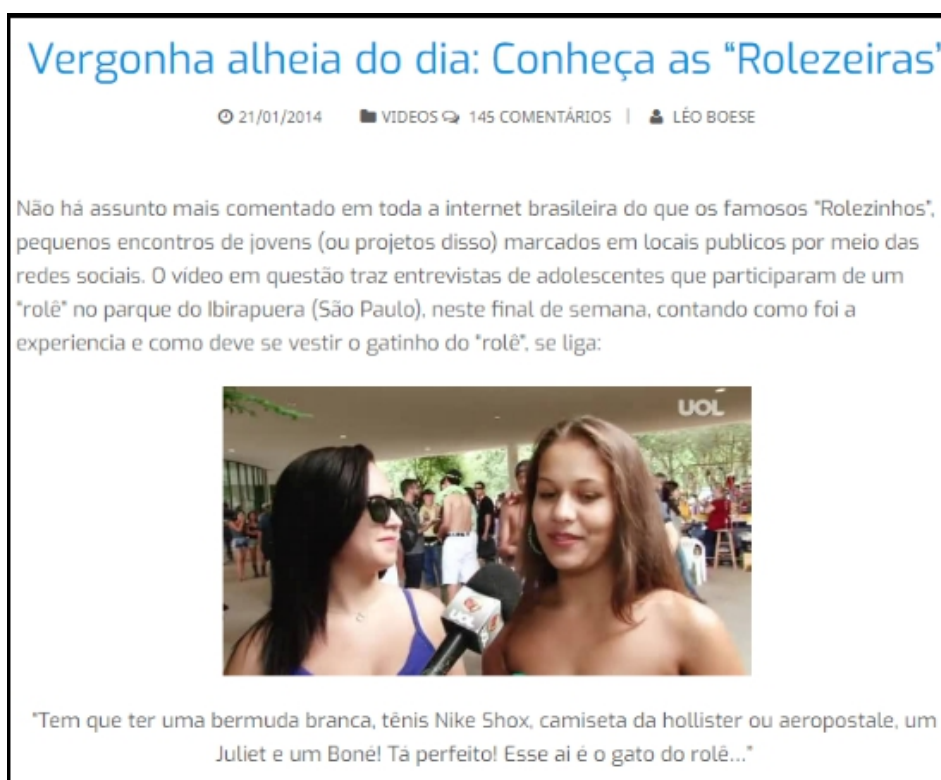 Vergonha alheia do dia: Conheça as “Rolezeiras”
21/01/2014 VIDEOS 145 COMENTÁRIOS | LÉO BOESE
Não há assunto mais comentado em toda a internet brasileira do que os famosos “Rolezinhos”,
pequenos encontros de jovens (ou projetos disso) marcados em locais publicos por meio das
redes sociais. O vídeo em questão traz entrevistas de adolescentes que participaram de um
“rolê” no parque do Ibirapuera (São Paulo), neste final de semana, contando como foi a
experiencia e como deve se vestir o gatinho do “rolê”, se liga:
UOL
UOL
“Tem que ter uma bermuda branca, tênis Nike Shox, camiseta da hollister ou aeropostale, um
Juliet e um Boné! Tá perfeito! Esse ai é o gato do rolê...”